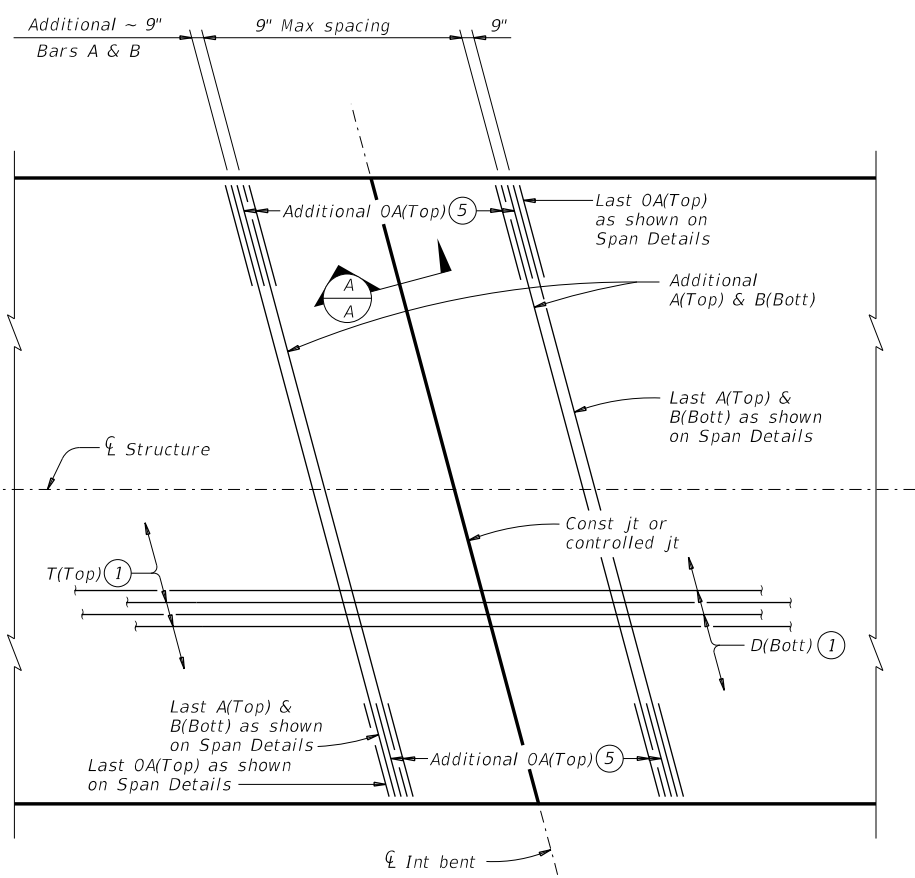 Additional ~ 9"
Bars A & B
9" Max spacing
9"
Additional OA(Top) 5
Last OA(Top)
as shown on
Span Details
A
A
Additional
A(Top) & B(Bott)
Last A(Top) &
B(Bott) as shown
on Span Details
℄ Structure
Const jt or
controlled jt
T(Top) 1
D(Bott) 1
Last A(Top) &
B(Bott) as shown
on Span Details
Last OA(Top) as shown
on Span Details
Additional OA(Top) 5
℄ Int bent